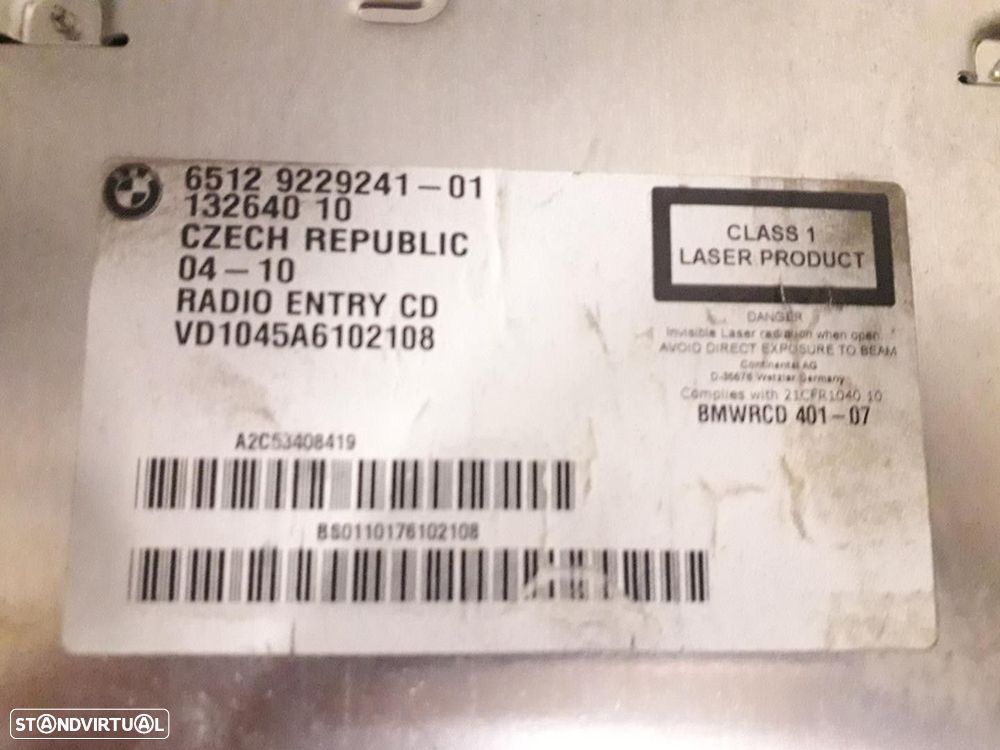 6512 9229241-01
132640 10
CZECH REPUBLIC
04-10
RADIO ENTRY CD
VD1045A6102108
CLASS 1
LASER PRODUCT
DANGER
Invisible Laser radiation when open.
AVOID DIRECT EXPOSURE TO BEAM
Continental AG
D-35576 Wetzlar Germany
Complies with 21CFR1040.10
BMWRCD 401-07
A2C53408419
BS0110176102108
STANDVIRTUAL